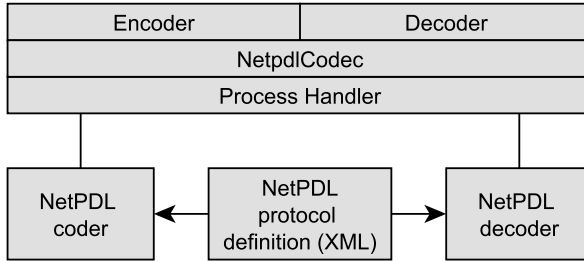 Encoder
Decoder
NetpdlCodec
Process Handler
NetPDL
coder
NetPDL
protocol
definition (XML)
NetPDL
decoder